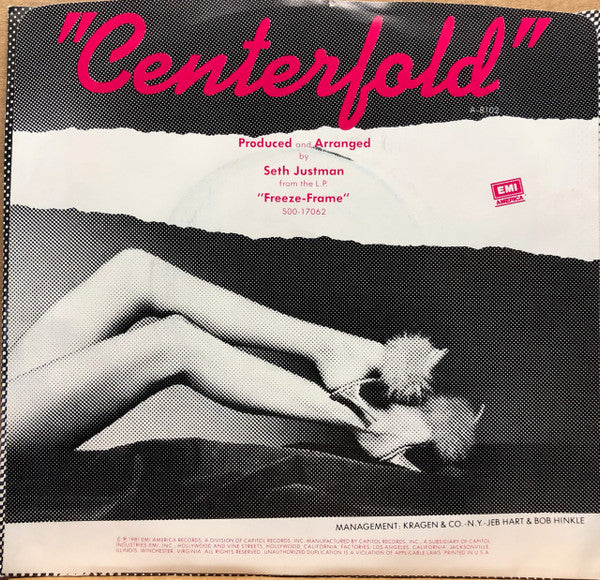 "Centerfold"
A-8102
Produced and Arranged
by
Seth Justman
from the L.P.
"Freeze-Frame"
SOO-17062
EMI
AMERICA
MANAGEMENT: KRAGEN & CO.-N.Y.-JEB HART & BOB HINKLE
℗ 1981 EMI AMERICA RECORDS, A DIVISION OF CAPITOL RECORDS, INC. MANUFACTURED BY CAPITOL RECORDS, INC., A SUBSIDIARY OF CAPITOL
INDUSTRIES-EMI, INC., HOLLYWOOD AND VINE STREETS, HOLLYWOOD, CALIFORNIA. FACTORIES: LOS ANGELES, CALIFORNIA; JACKSONVILLE,
ILLINOIS; WINCHESTER, VIRGINIA. ALL RIGHTS RESERVED. UNAUTHORIZED DUPLICATION IS A VIOLATION OF APPLICABLE LAWS. PRINTED IN U.S.A.